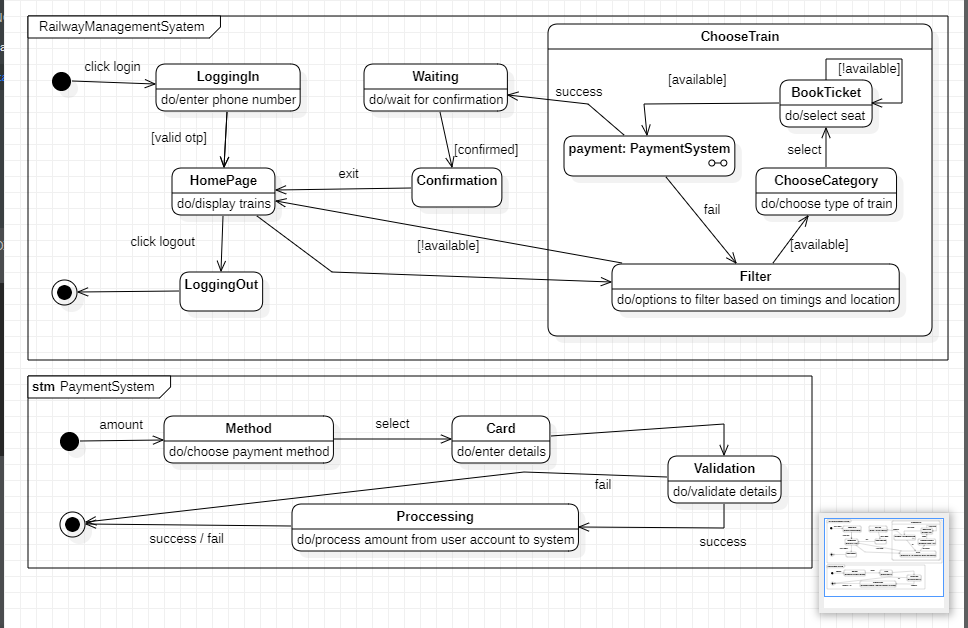 RailwayManagementSyatem
ChooseTrain
click login
LoggingIn
do/enter phone number
Waiting
do/wait for confirmation
success
[available]
[!available]
BookTicket
do/select seat
[valid otp]
[confirmed]
payment: PaymentSystem
select
HomePage
do/display trains
exit
Confirmation
ChooseCategory
do/choose type of train
fail
click logout
[!available]
[available]
LoggingOut
Filter
do/options to filter based on timings and location
stm PaymentSystem
amount
Method
do/choose payment method
select
Card
do/enter details
Validation
do/validate details
fail
Proccessing
do/process amount from user account to system
success / fail
success